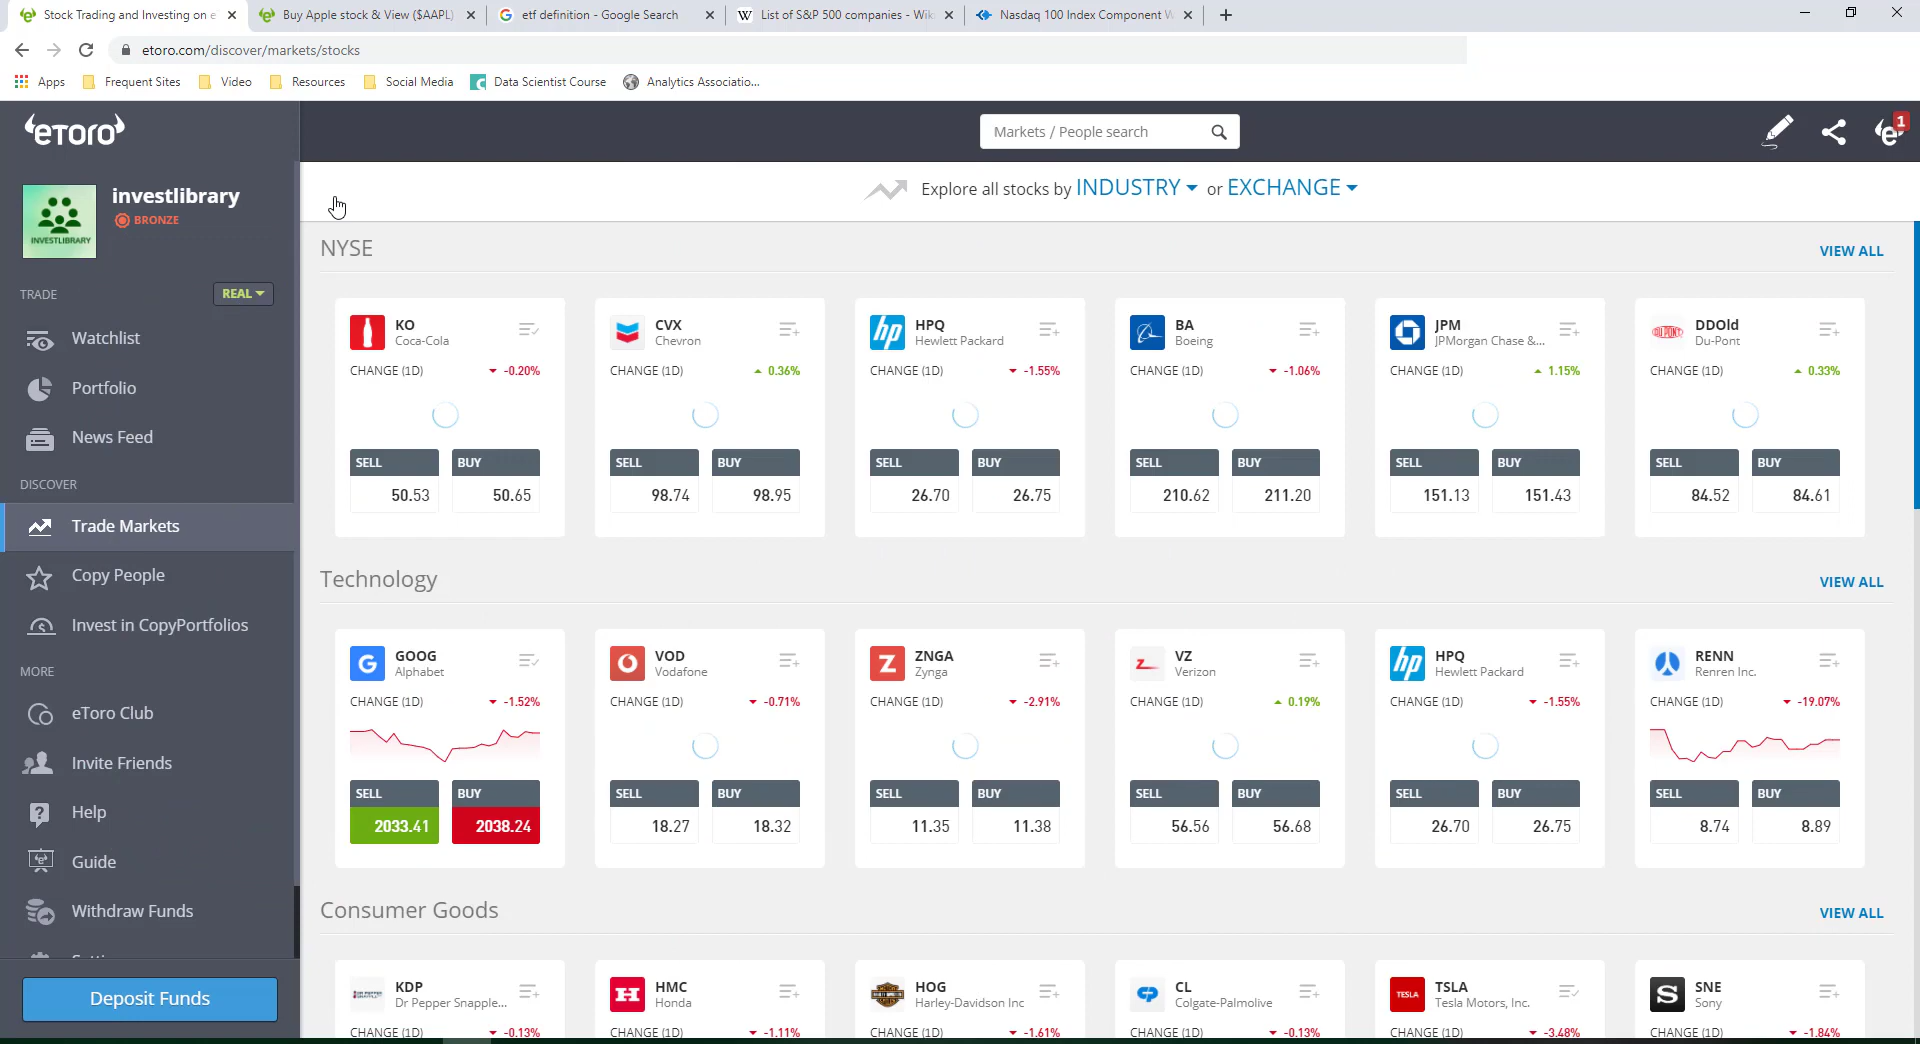 Stock Trading and Investing on e
Buy Apple stock & View ($AAPL)
etf definition - Google Search
List of S&P 500 companies - Wik
Nasdaq 100 Index Component W
etoro.com/discover/markets/stocks
Apps
Frequent Sites
Video
Resources
Social Media
Data Scientist Course
Analytics Associatio...
eToro
Markets / People search
1
investlibrary
BRONZE
INVESTLIBRARY
Explore all stocks by INDUSTRY or EXCHANGE
TRADE
REAL
Watchlist
Portfolio
News Feed
DISCOVER
Trade Markets
Copy People
Invest in CopyPortfolios
MORE
eToro Club
Invite Friends
Help
Guide
Withdraw Funds
Deposit Funds
NYSE
VIEW ALL
KO
Coca-Cola
CHANGE (1D) -0.20%
SELL BUY
50.53 50.65
CVX
Chevron
CHANGE (1D) 0.36%
SELL BUY
98.74 98.95
HPQ
Hewlett Packard
CHANGE (1D) -1.55%
SELL BUY
26.70 26.75
BA
Boeing
CHANGE (1D) -1.06%
SELL BUY
210.62 211.20
JPM
JPMorgan Chase &...
CHANGE (1D) 1.15%
SELL BUY
151.13 151.43
DDOld
Du-Pont
CHANGE (1D) 0.33%
SELL BUY
84.52 84.61
Technology
VIEW ALL
GOOG
Alphabet
CHANGE (1D) -1.52%
SELL BUY
2033.41 2038.24
VOD
Vodafone
CHANGE (1D) -0.71%
SELL BUY
18.27 18.32
ZNGA
Zynga
CHANGE (1D) -2.91%
SELL BUY
11.35 11.38
VZ
Verizon
CHANGE (1D) 0.19%
SELL BUY
56.56 56.68
HPQ
Hewlett Packard
CHANGE (1D) -1.55%
SELL BUY
26.70 26.75
RENN
Renren Inc.
CHANGE (1D) -19.07%
SELL BUY
8.74 8.89
Consumer Goods
VIEW ALL
KDP
Dr Pepper Snapple...
CHANGE (1D) -0.13%
HMC
Honda
CHANGE (1D) -1.11%
HOG
Harley-Davidson Inc
CHANGE (1D) -1.61%
CL
Colgate-Palmolive
CHANGE (1D) -0.13%
TESLA
TSLA
Tesla Motors, Inc.
CHANGE (1D) -3.48%
SNE
Sony
CHANGE (1D) -1.84%